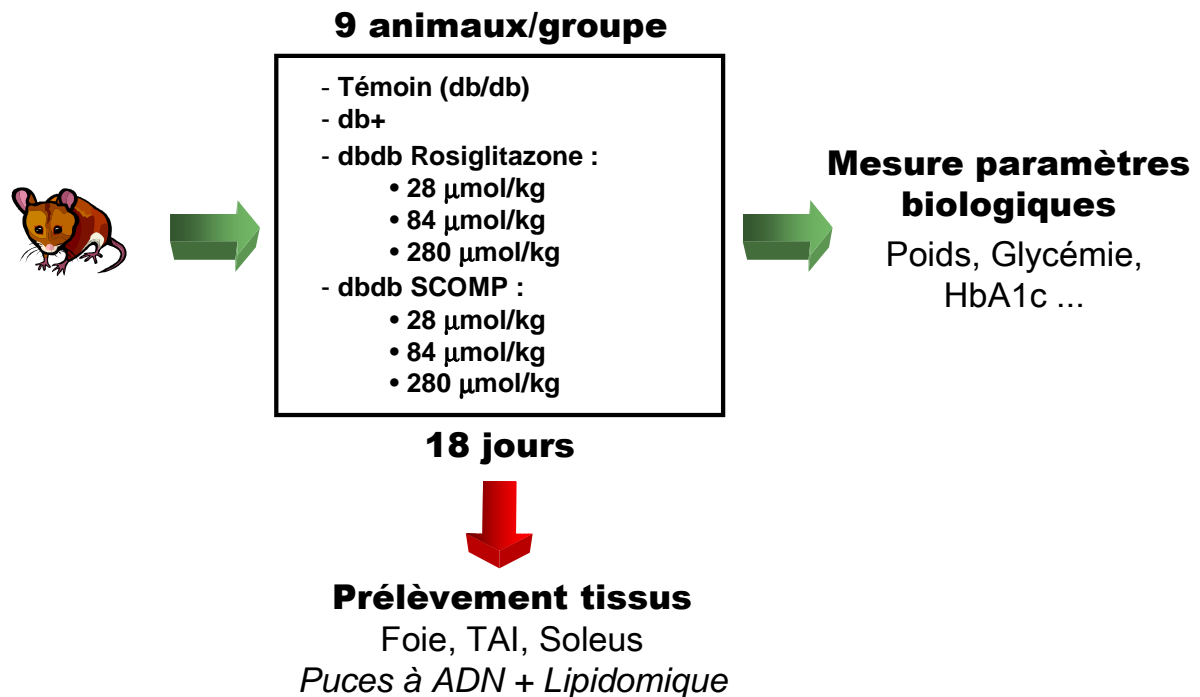 9 animaux/groupe
- Témoin (db/db)
- db+
- dbdb Rosiglitazone :
• 28 μmol/kg
• 84 μmol/kg
• 280 μmol/kg
- dbdb SCOMP :
• 28 μmol/kg
• 84 μmol/kg
• 280 μmol/kg
18 jours
Mesure paramètres
biologiques
Poids, Glycémie,
HbA1c ...
Prélèvement tissus
Foie, TAI, Soleus
Puces à ADN + Lipidomique